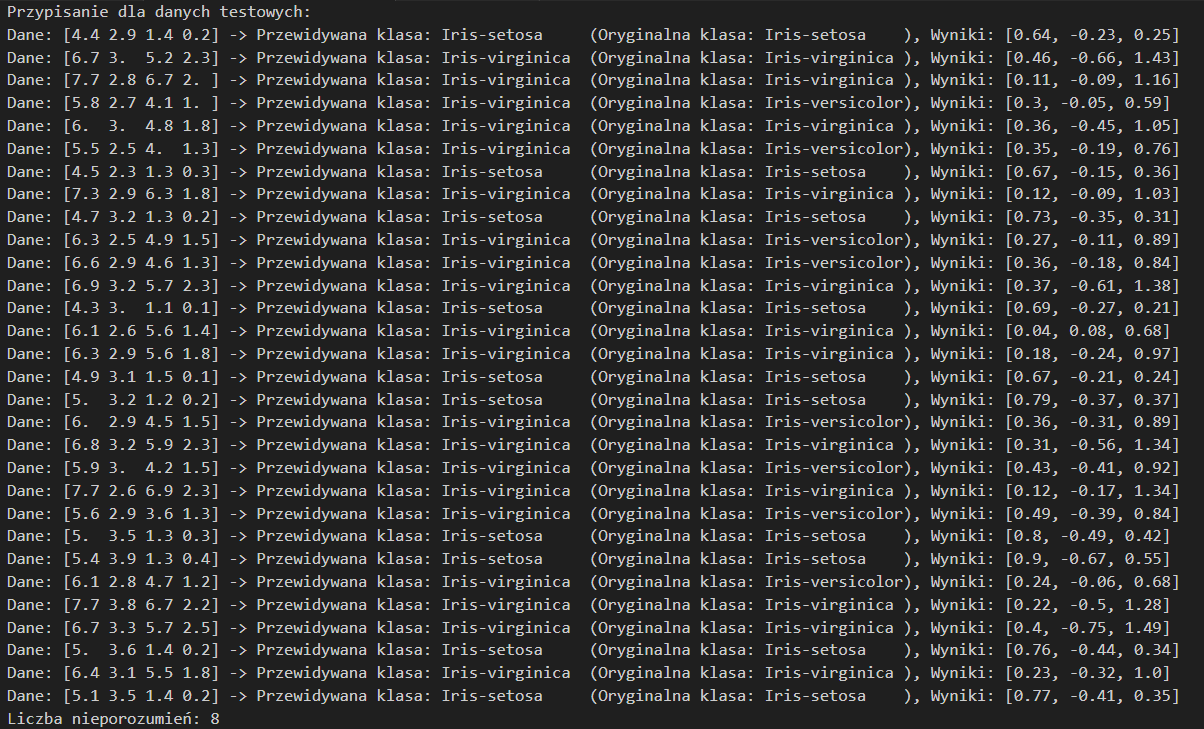 Przypisanie dla danych testowych:
Dane: [4.4 2.9 1.4 0.2] -> Przewidywana klasa: Iris-setosa     (Oryginalna klasa: Iris-setosa    ), Wyniki: [0.64, -0.23, 0.25]
Dane: [6.7 3.  5.2 2.3] -> Przewidywana klasa: Iris-virginica  (Oryginalna klasa: Iris-virginica ), Wyniki: [0.46, -0.66, 1.43]
Dane: [7.7 2.8 6.7 2. ] -> Przewidywana klasa: Iris-virginica  (Oryginalna klasa: Iris-virginica ), Wyniki: [0.11, -0.09, 1.16]
Dane: [5.8 2.7 4.1 1. ] -> Przewidywana klasa: Iris-virginica  (Oryginalna klasa: Iris-versicolor), Wyniki: [0.3, -0.05, 0.59]
Dane: [6.  3.  4.8 1.8] -> Przewidywana klasa: Iris-virginica  (Oryginalna klasa: Iris-virginica ), Wyniki: [0.36, -0.45, 1.05]
Dane: [5.5 2.5 4.  1.3] -> Przewidywana klasa: Iris-virginica  (Oryginalna klasa: Iris-versicolor), Wyniki: [0.35, -0.19, 0.76]
Dane: [4.5 2.3 1.3 0.3] -> Przewidywana klasa: Iris-setosa     (Oryginalna klasa: Iris-setosa    ), Wyniki: [0.67, -0.15, 0.36]
Dane: [7.3 2.9 6.3 1.8] -> Przewidywana klasa: Iris-virginica  (Oryginalna klasa: Iris-virginica ), Wyniki: [0.12, -0.09, 1.03]
Dane: [4.7 3.2 1.3 0.2] -> Przewidywana klasa: Iris-setosa     (Oryginalna klasa: Iris-setosa    ), Wyniki: [0.73, -0.35, 0.31]
Dane: [6.3 2.5 4.9 1.5] -> Przewidywana klasa: Iris-virginica  (Oryginalna klasa: Iris-versicolor), Wyniki: [0.27, -0.11, 0.89]
Dane: [6.6 2.9 4.6 1.3] -> Przewidywana klasa: Iris-virginica  (Oryginalna klasa: Iris-versicolor), Wyniki: [0.36, -0.18, 0.84]
Dane: [6.9 3.2 5.7 2.3] -> Przewidywana klasa: Iris-virginica  (Oryginalna klasa: Iris-virginica ), Wyniki: [0.37, -0.61, 1.38]
Dane: [4.3 3.  1.1 0.1] -> Przewidywana klasa: Iris-setosa     (Oryginalna klasa: Iris-setosa    ), Wyniki: [0.69, -0.27, 0.21]
Dane: [6.1 2.6 5.6 1.4] -> Przewidywana klasa: Iris-virginica  (Oryginalna klasa: Iris-virginica ), Wyniki: [0.04, 0.08, 0.68]
Dane: [6.3 2.9 5.6 1.8] -> Przewidywana klasa: Iris-virginica  (Oryginalna klasa: Iris-virginica ), Wyniki: [0.18, -0.24, 0.97]
Dane: [4.9 3.1 1.5 0.1] -> Przewidywana klasa: Iris-setosa     (Oryginalna klasa: Iris-setosa    ), Wyniki: [0.67, -0.21, 0.24]
Dane: [5.  3.2 1.2 0.2] -> Przewidywana klasa: Iris-setosa     (Oryginalna klasa: Iris-setosa    ), Wyniki: [0.79, -0.37, 0.37]
Dane: [6.  2.9 4.5 1.5] -> Przewidywana klasa: Iris-virginica  (Oryginalna klasa: Iris-versicolor), Wyniki: [0.36, -0.31, 0.89]
Dane: [6.8 3.2 5.9 2.3] -> Przewidywana klasa: Iris-virginica  (Oryginalna klasa: Iris-virginica ), Wyniki: [0.31, -0.56, 1.34]
Dane: [5.9 3.  4.2 1.5] -> Przewidywana klasa: Iris-virginica  (Oryginalna klasa: Iris-versicolor), Wyniki: [0.43, -0.41, 0.92]
Dane: [7.7 2.6 6.9 2.3] -> Przewidywana klasa: Iris-virginica  (Oryginalna klasa: Iris-virginica ), Wyniki: [0.12, -0.17, 1.34]
Dane: [5.6 2.9 3.6 1.3] -> Przewidywana klasa: Iris-virginica  (Oryginalna klasa: Iris-versicolor), Wyniki: [0.49, -0.39, 0.84]
Dane: [5.  3.5 1.3 0.3] -> Przewidywana klasa: Iris-setosa     (Oryginalna klasa: Iris-setosa    ), Wyniki: [0.8, -0.49, 0.42]
Dane: [5.4 3.9 1.3 0.4] -> Przewidywana klasa: Iris-setosa     (Oryginalna klasa: Iris-setosa    ), Wyniki: [0.9, -0.67, 0.55]
Dane: [6.1 2.8 4.7 1.2] -> Przewidywana klasa: Iris-virginica  (Oryginalna klasa: Iris-versicolor), Wyniki: [0.24, -0.06, 0.68]
Dane: [7.7 3.8 6.7 2.2] -> Przewidywana klasa: Iris-virginica  (Oryginalna klasa: Iris-virginica ), Wyniki: [0.22, -0.5, 1.28]
Dane: [6.7 3.3 5.7 2.5] -> Przewidywana klasa: Iris-virginica  (Oryginalna klasa: Iris-virginica ), Wyniki: [0.4, -0.75, 1.49]
Dane: [5.  3.6 1.4 0.2] -> Przewidywana klasa: Iris-setosa     (Oryginalna klasa: Iris-setosa    ), Wyniki: [0.76, -0.44, 0.34]
Dane: [6.4 3.1 5.5 1.8] -> Przewidywana klasa: Iris-virginica  (Oryginalna klasa: Iris-virginica ), Wyniki: [0.23, -0.32, 1.0]
Dane: [5.1 3.5 1.4 0.2] -> Przewidywana klasa: Iris-setosa     (Oryginalna klasa: Iris-setosa    ), Wyniki: [0.77, -0.41, 0.35]
Liczba nieporozumień: 8